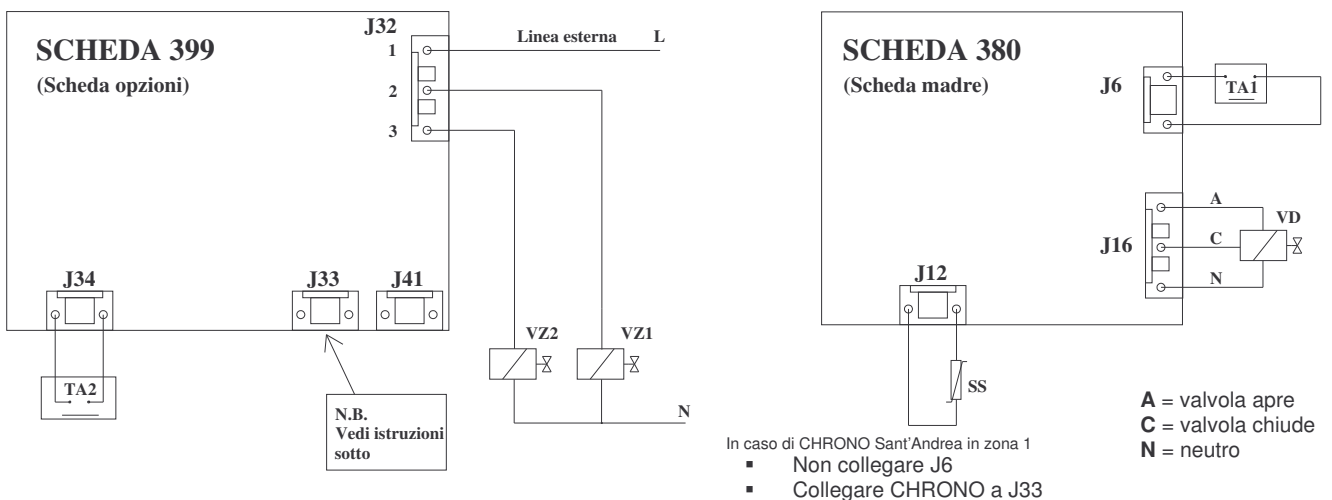 SCHEDA 399
(Scheda opzioni)
J32
1
Linea esterna L
2
3
J34
J33
J41
TA2
VZ2
VZ1
N
N.B.
Vedi istruzioni
sotto
SCHEDA 380
(Scheda madre)
J6
TA1
J16
A
C
N
VD
J12
SS
A = valvola apre
C = valvola chiude
N = neutro
In caso di CHRONO Sant'Andrea in zona 1
▪ Non collegare J6
▪ Collegare CHRONO a J33